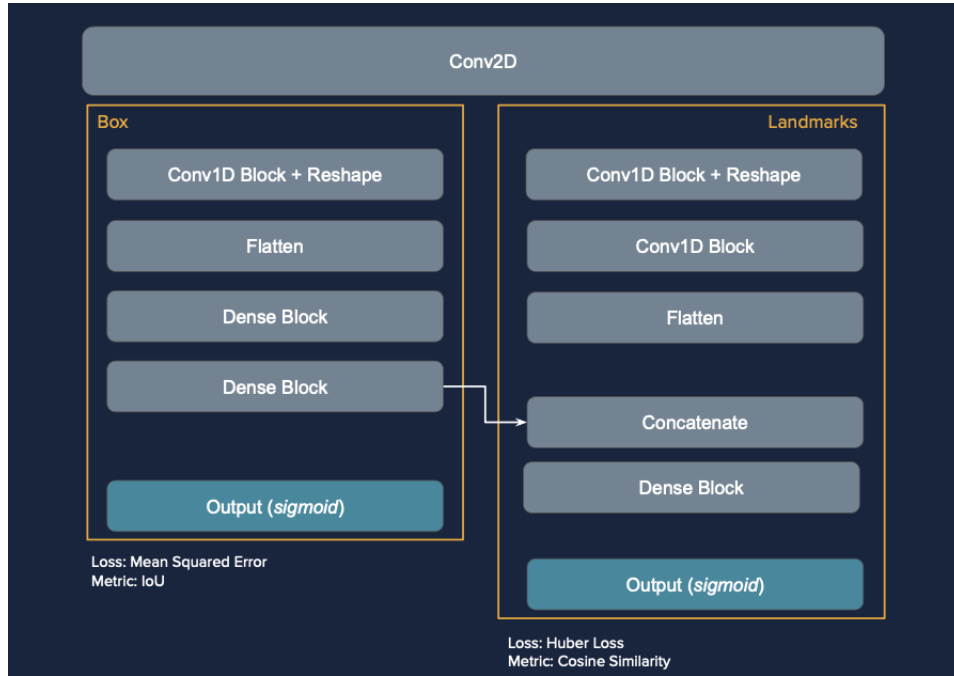 Conv2D
Box
Conv1D Block + Reshape
Flatten
Dense Block
Dense Block
Output (sigmoid)
Loss: Mean Squared Error
Metric: IoU
Landmarks
Conv1D Block + Reshape
Conv1D Block
Flatten
Concatenate
Dense Block
Output (sigmoid)
Loss: Huber Loss
Metric: Cosine Similarity